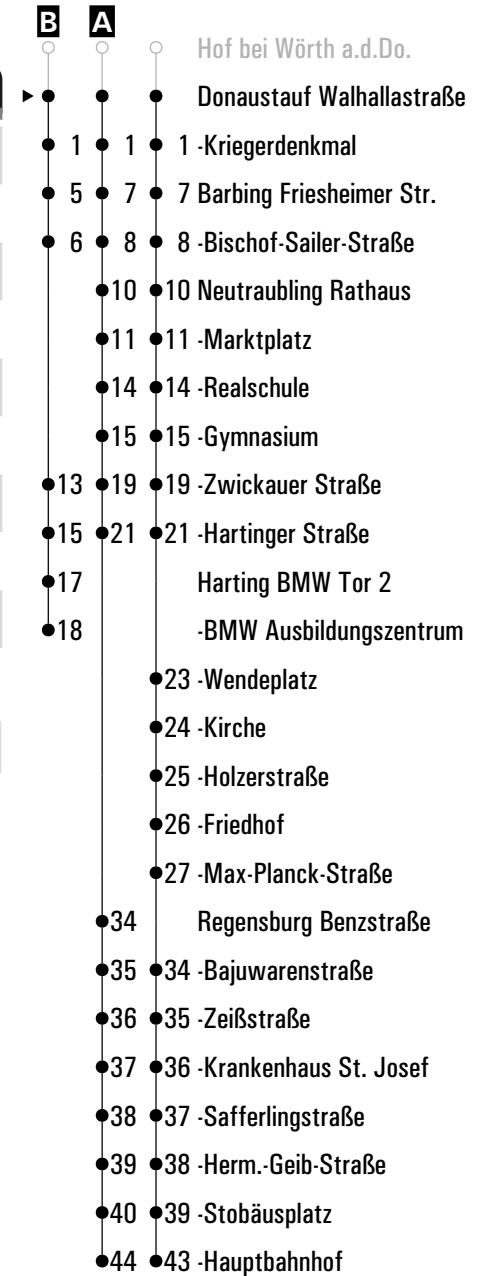 B A
Hof bei Wörth a.d.Do.
Donaustauf Walhallastraße
1 1 1 -Kriegerdenkmal
5 7 7 Barbing Friesheimer Str.
6 8 8 -Bischof-Sailer-Straße
10 10 Neutraubling Rathaus
11 11 -Marktplatz
14 14 -Realschule
15 15 -Gymnasium
13 19 19 -Zwickauer Straße
15 21 21 -Hartinger Straße
17 Harting BMW Tor 2
18 -BMW Ausbildungszentrum
23 -Wendeplatz
24 -Kirche
25 -Holzerstraße
26 -Friedhof
27 -Max-Planck-Straße
34 Regensburg Benzstraße
35 34 -Bajuwarenstraße
36 35 -Zeißstraße
37 36 -Krankenhaus St. Josef
38 37 -Safferlingstraße
39 38 -Herm.-Geib-Straße
40 39 -Stobäusplatz
44 43 -Hauptbahnhof